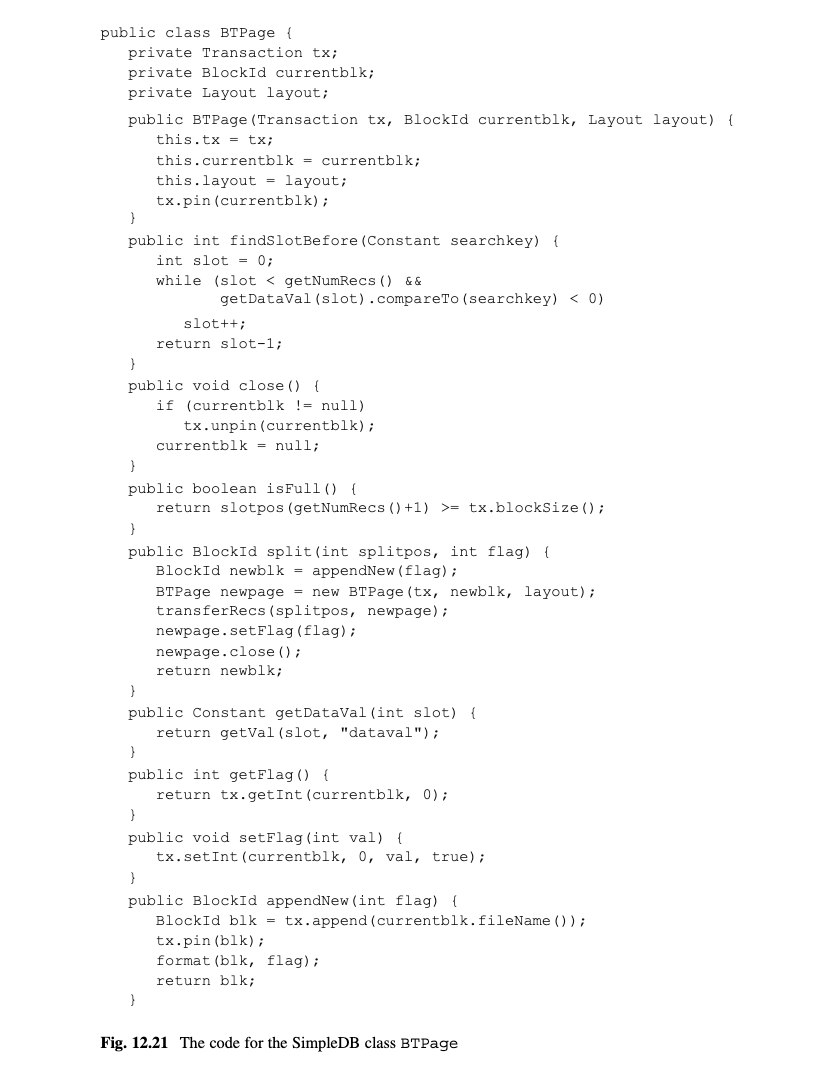 public class BTPage {
   private Transaction tx;
   private BlockId currentblk;
   private Layout layout;
   public BTPage(Transaction tx, BlockId currentblk, Layout layout) {
      this.tx = tx;
      this.currentblk = currentblk;
      this.layout = layout;
      tx.pin(currentblk);
   }
   public int findSlotBefore(Constant searchkey) {
      int slot = 0;
      while (slot < getNumRecs() &&
             getDataVal(slot).compareTo(searchkey) < 0)
         slot++;
      return slot-1;
   }
   public void close() {
      if (currentblk != null)
         tx.unpin(currentblk);
      currentblk = null;
   }
   public boolean isFull() {
      return slotpos(getNumRecs()+1) >= tx.blockSize();
   }
   public BlockId split(int splitpos, int flag) {
      BlockId newblk = appendNew(flag);
      BTPage newpage = new BTPage(tx, newblk, layout);
      transferRecs(splitpos, newpage);
      newpage.setFlag(flag);
      newpage.close();
      return newblk;
   }
   public Constant getDataVal(int slot) {
      return getVal(slot, "dataval");
   }
   public int getFlag() {
      return tx.getInt(currentblk, 0);
   }
   public void setFlag(int val) {
      tx.setInt(currentblk, 0, val, true);
   }
   public BlockId appendNew(int flag) {
      BlockId blk = tx.append(currentblk.fileName());
      tx.pin(blk);
      format(blk, flag);
      return blk;
   }
Fig. 12.21 The code for the SimpleDB class BTPage